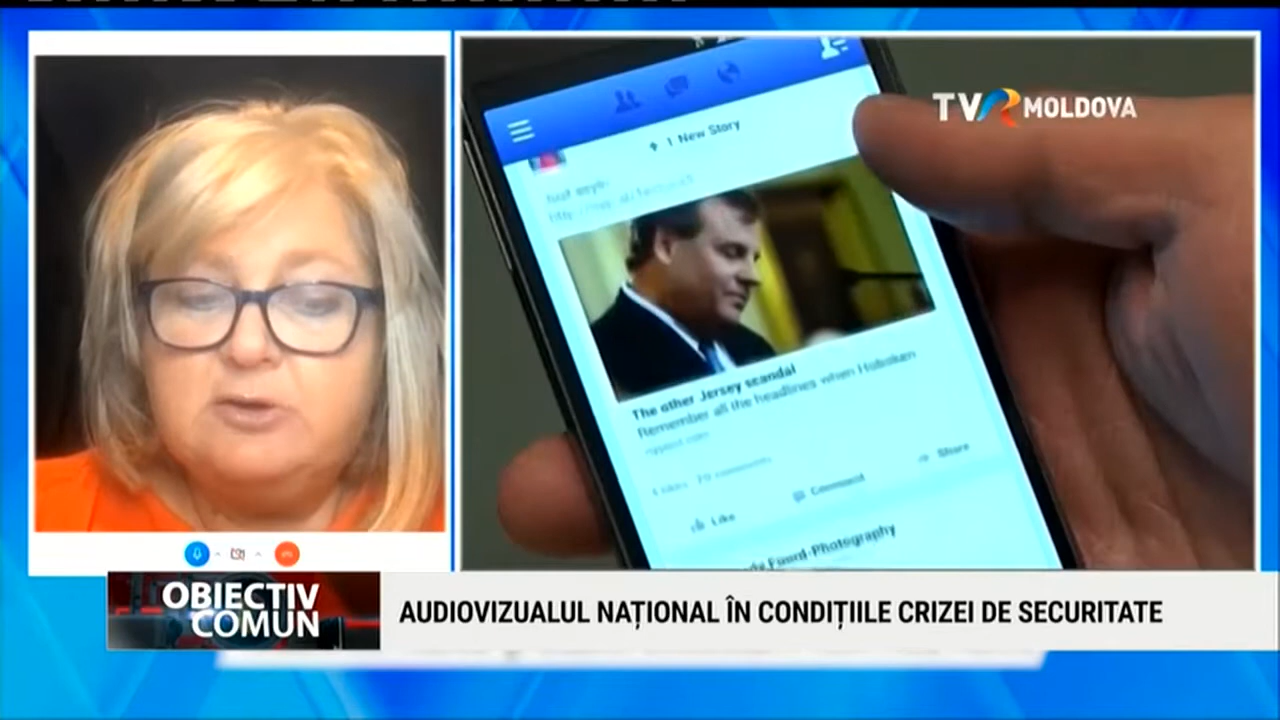 TVR MOLDOVA
1 New Story
The other Jersey scandal
Remember all the headlines when Hoboken
Share
Comment
Like
OBIECTIV
COMUN
AUDIOVIZUALUL NAȚIONAL ÎN CONDIȚIILE CRIZEI DE SECURITATE